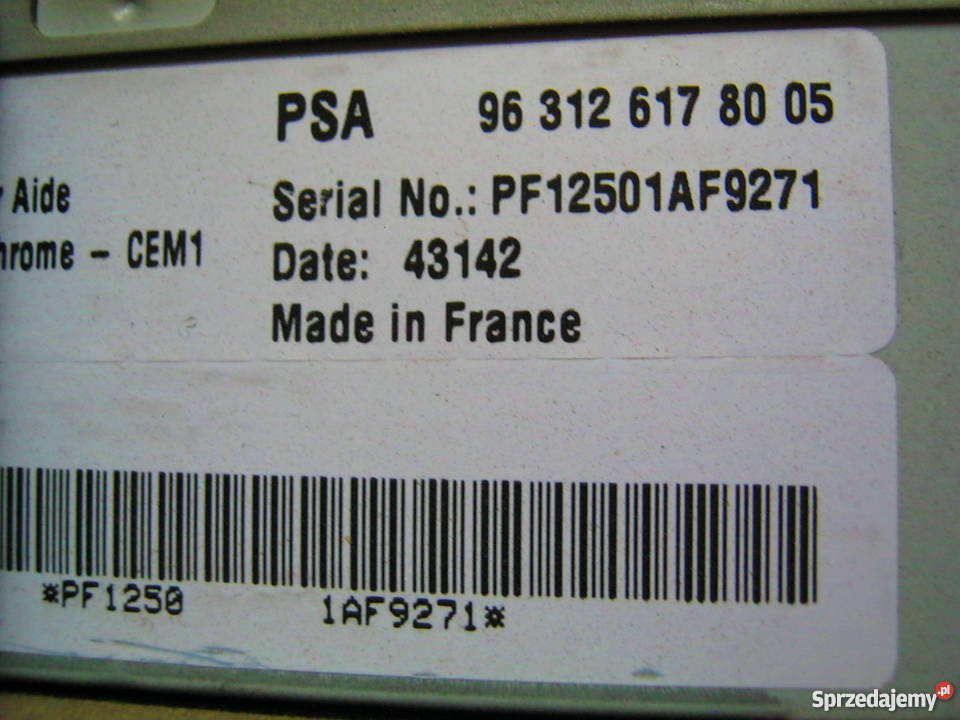 PSA 96 312 617 80 05
Aide
Serial No.: PF12501AF9271
hrome - CEM1
Date: 43142
Made in France
*PF1250 1AF9271*
Sprzedajemy.pl